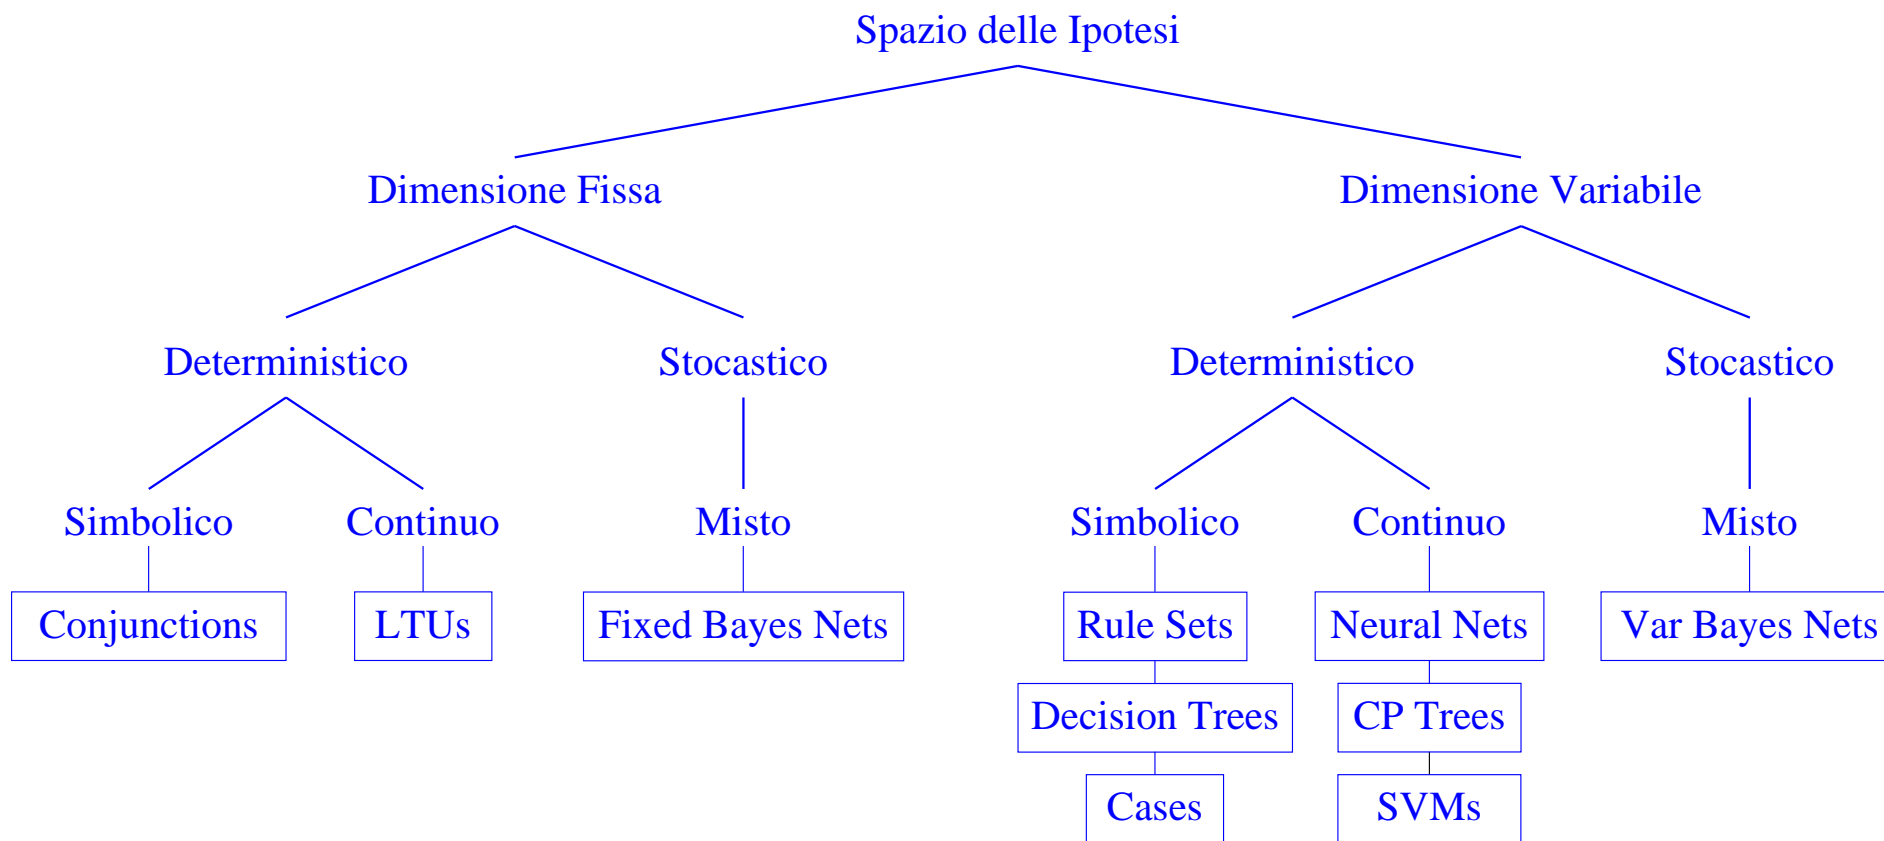 Spazio delle Ipotesi
Dimensione Fissa
Dimensione Variabile
Deterministico
Stocastico
Deterministico
Stocastico
Simbolico
Continuo
Misto
Simbolico
Continuo
Misto
Conjunctions
LTUs
Fixed Bayes Nets
Rule Sets
Neural Nets
Var Bayes Nets
Decision Trees
CP Trees
Cases
SVMs